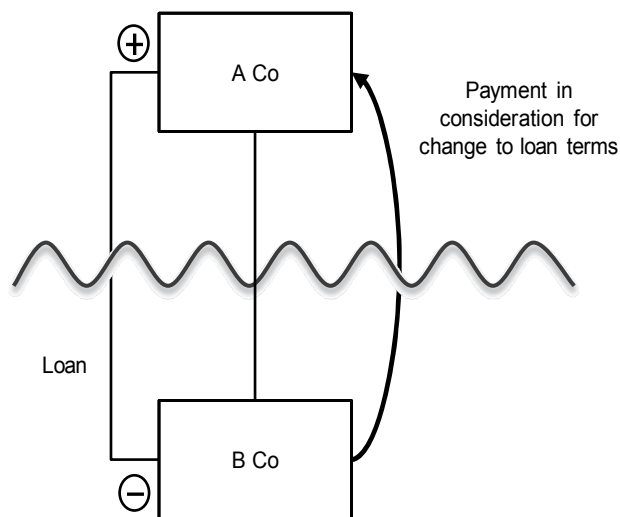 +
A Co
Payment in
consideration for
change to loan terms
Loan
B Co
−